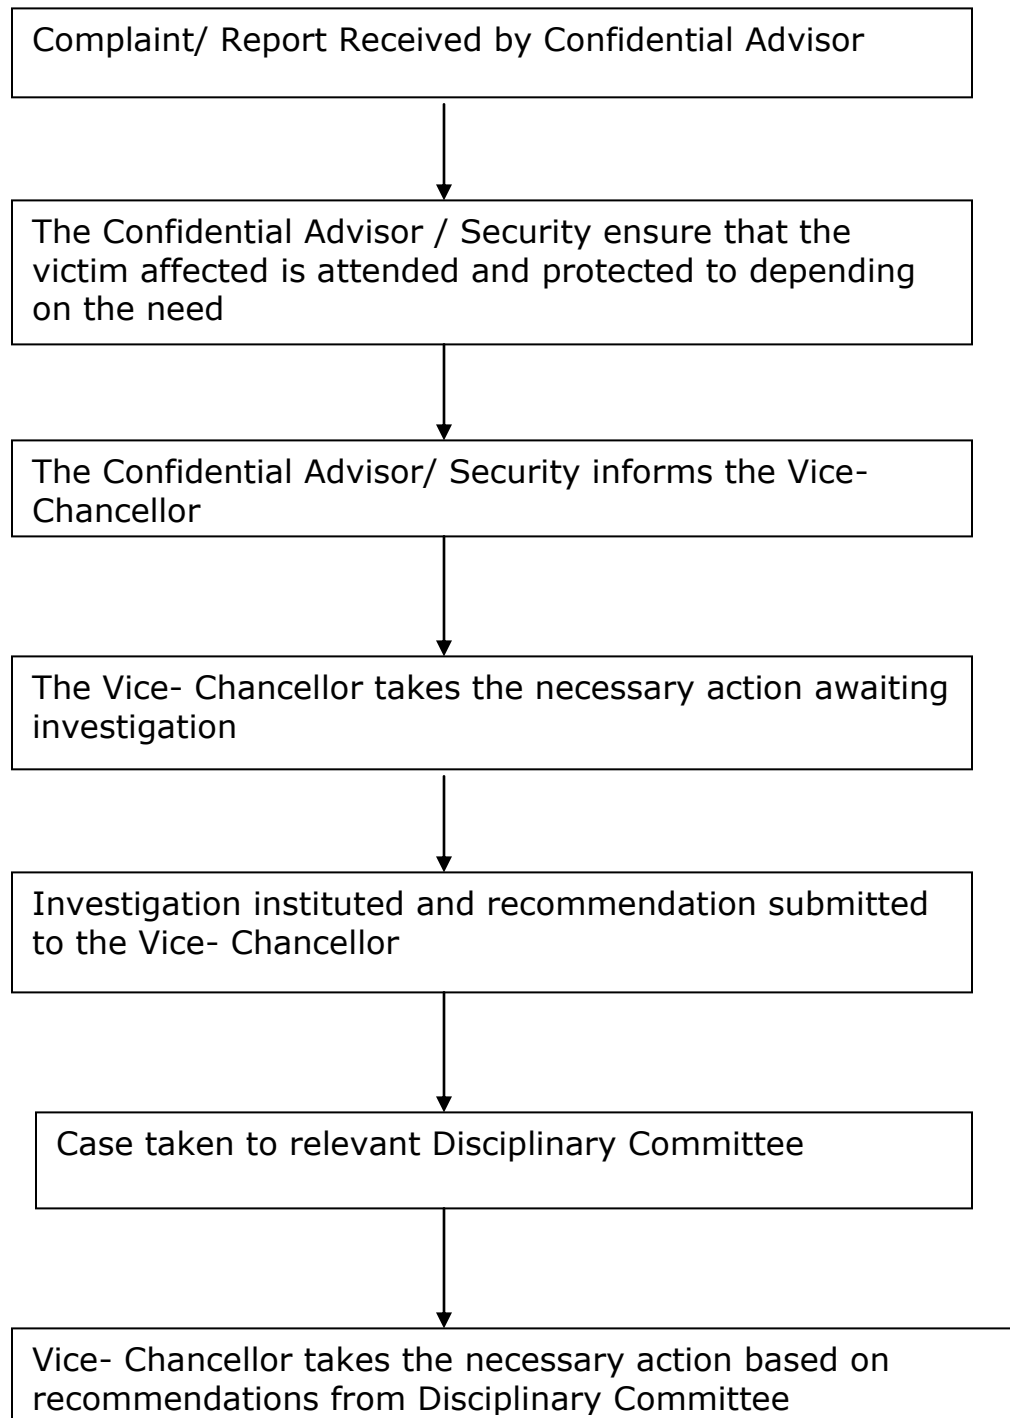 Complaint/ Report Received by Confidential Advisor
The Confidential Advisor / Security ensure that the
victim affected is attended and protected to depending
on the need
The Confidential Advisor/ Security informs the Vice-
Chancellor
The Vice- Chancellor takes the necessary action awaiting
investigation
Investigation instituted and recommendation submitted
to the Vice- Chancellor
Case taken to relevant Disciplinary Committee
Vice- Chancellor takes the necessary action based on
recommendations from Disciplinary Committee